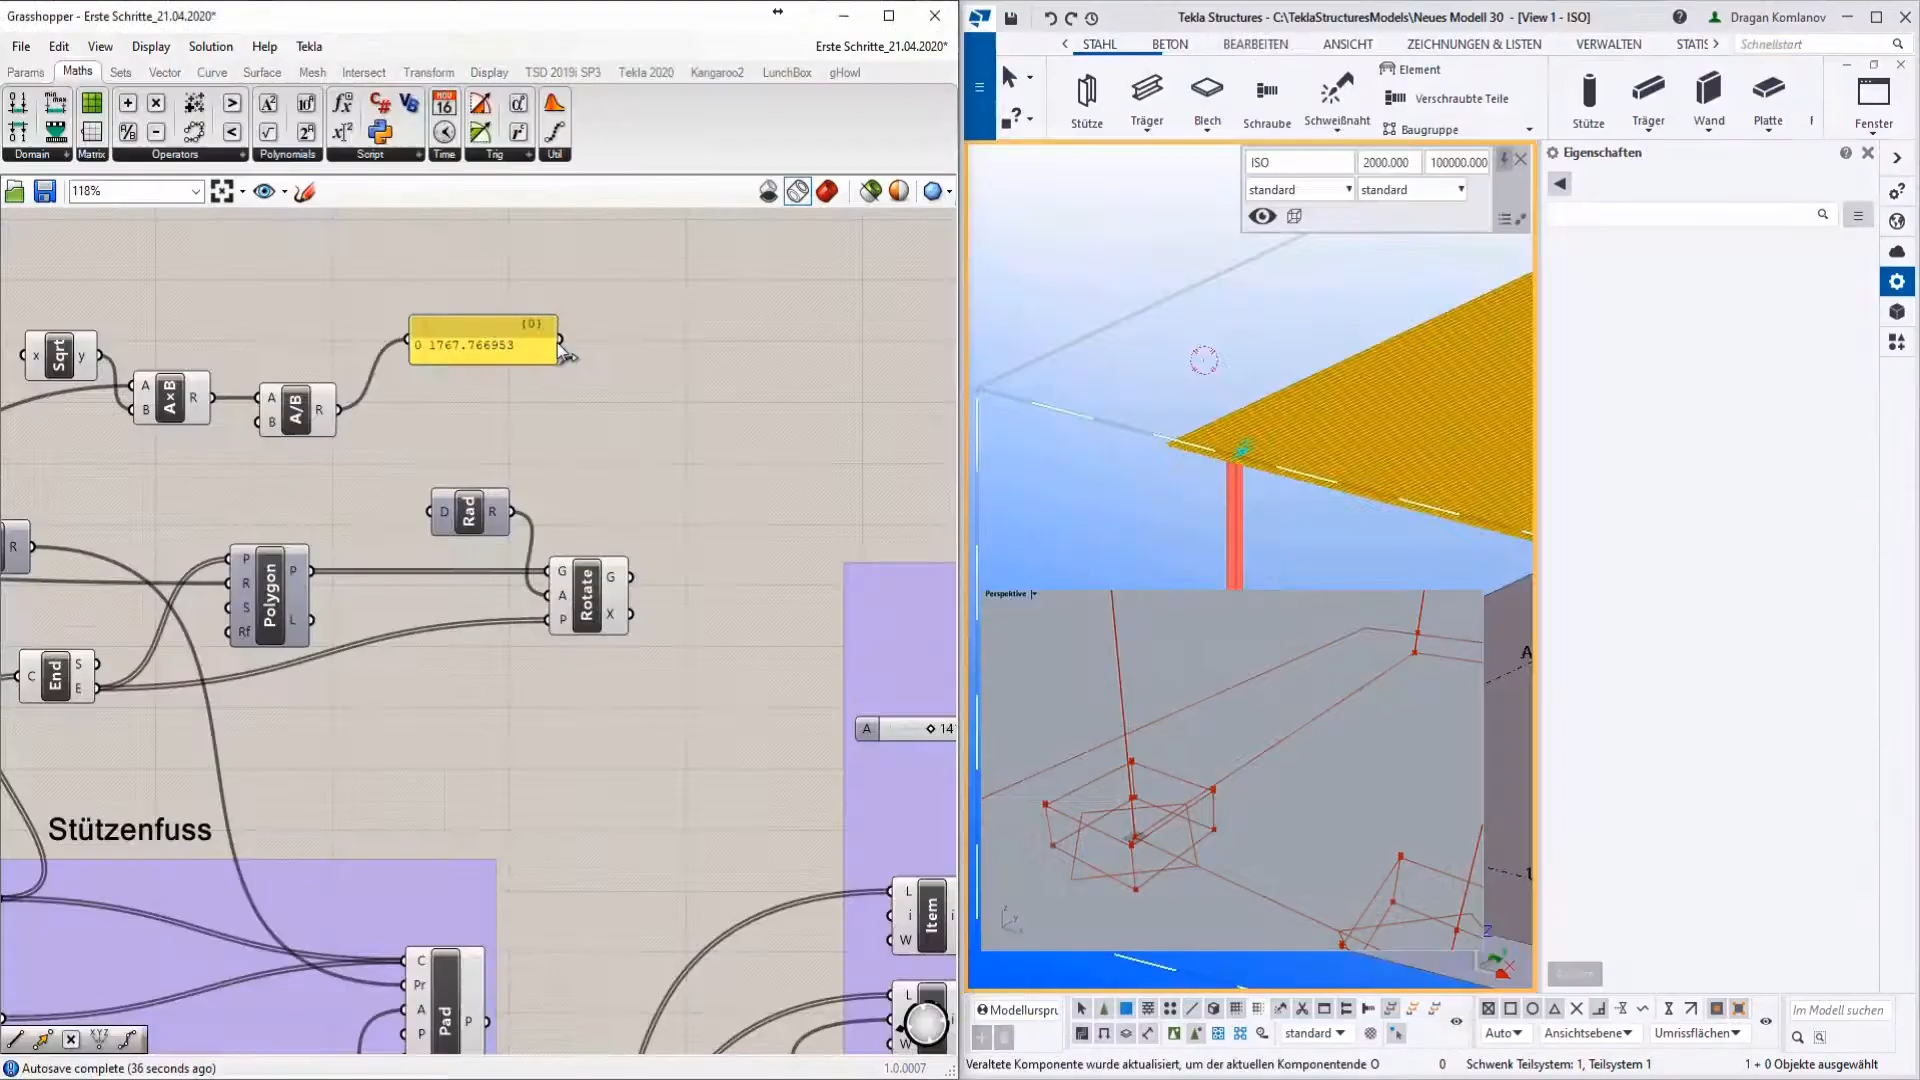 Grasshopper - Erste Schritte_21.04.2020*
File Edit View Display Solution Help Tekla
Erste Schritte_21.04.2020*
Params Maths Sets Vector Curve Surface Mesh Intersect Transform Display TSD 2019i SP3 Tekla 2020 Kangaroo2 LunchBox gHowl
Domain Matrix Operators Polynomials Script Time Trig Util
118%
{0}
0 1767.766953
x Sqrt y
A B A×B R
A B A/B R
D Rad R
R
P R S Rf Polygon P L
G A P Rotate G X
C End S E
A 14
Stützenfuss
L i W Item i
C Pr A P Pad P
L i W
Autosave complete (36 seconds ago)
1.0.0007
Tekla Structures - C:\TeklaStructuresModels\Neues Modell 30 - [View 1 - ISO]
Dragan Komlanov
STAHL BETON BEARBEITEN ANSICHT ZEICHNUNGEN & LISTEN VERWALTEN STATIS
Schnellstart
Stütze Träger Blech Schraube Schweißnaht
Element
Verschraubte Teile
Baugruppe
Stütze Träger Wand Platte
Fenster
ISO 2000.000 100000.000
standard standard
Eigenschaften
Perspektive
A
1
Z
Modellurspru
standard
Auto Ansichtsebene Umrissflächen
Im Modell suchen
Veraltete Komponente wurde aktualisiert, um der aktuellen Komponentende O
0
Schwenk Teilsystem: 1, Teilsystem 1
1 + 0 Objekte ausgewählt